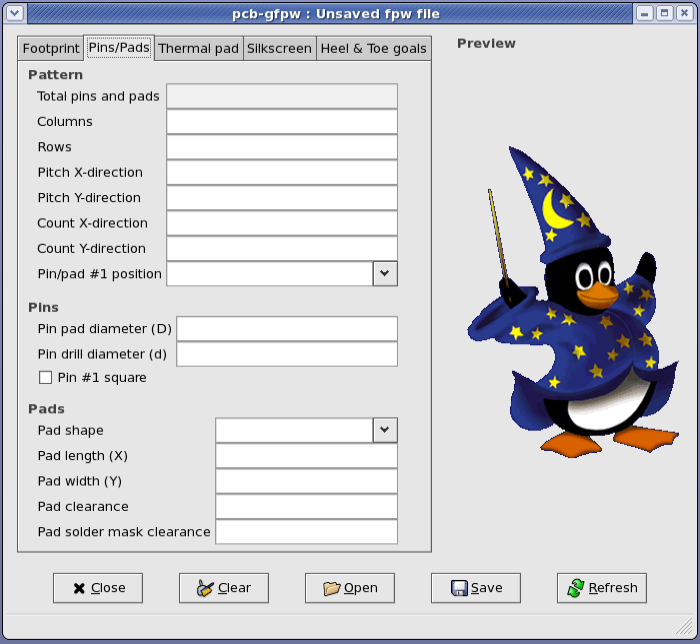 pcb-gfpw : Unsaved fpw file
Footprint Pins/Pads Thermal pad Silkscreen Heel & Toe goals
Preview
Pattern
Total pins and pads
Columns
Rows
Pitch X-direction
Pitch Y-direction
Count X-direction
Count Y-direction
Pin/pad #1 position
Pins
Pin pad diameter (D)
Pin drill diameter (d)
Pin #1 square
Pads
Pad shape
Pad length (X)
Pad width (Y)
Pad clearance
Pad solder mask clearance
Close Clear Open Save Refresh